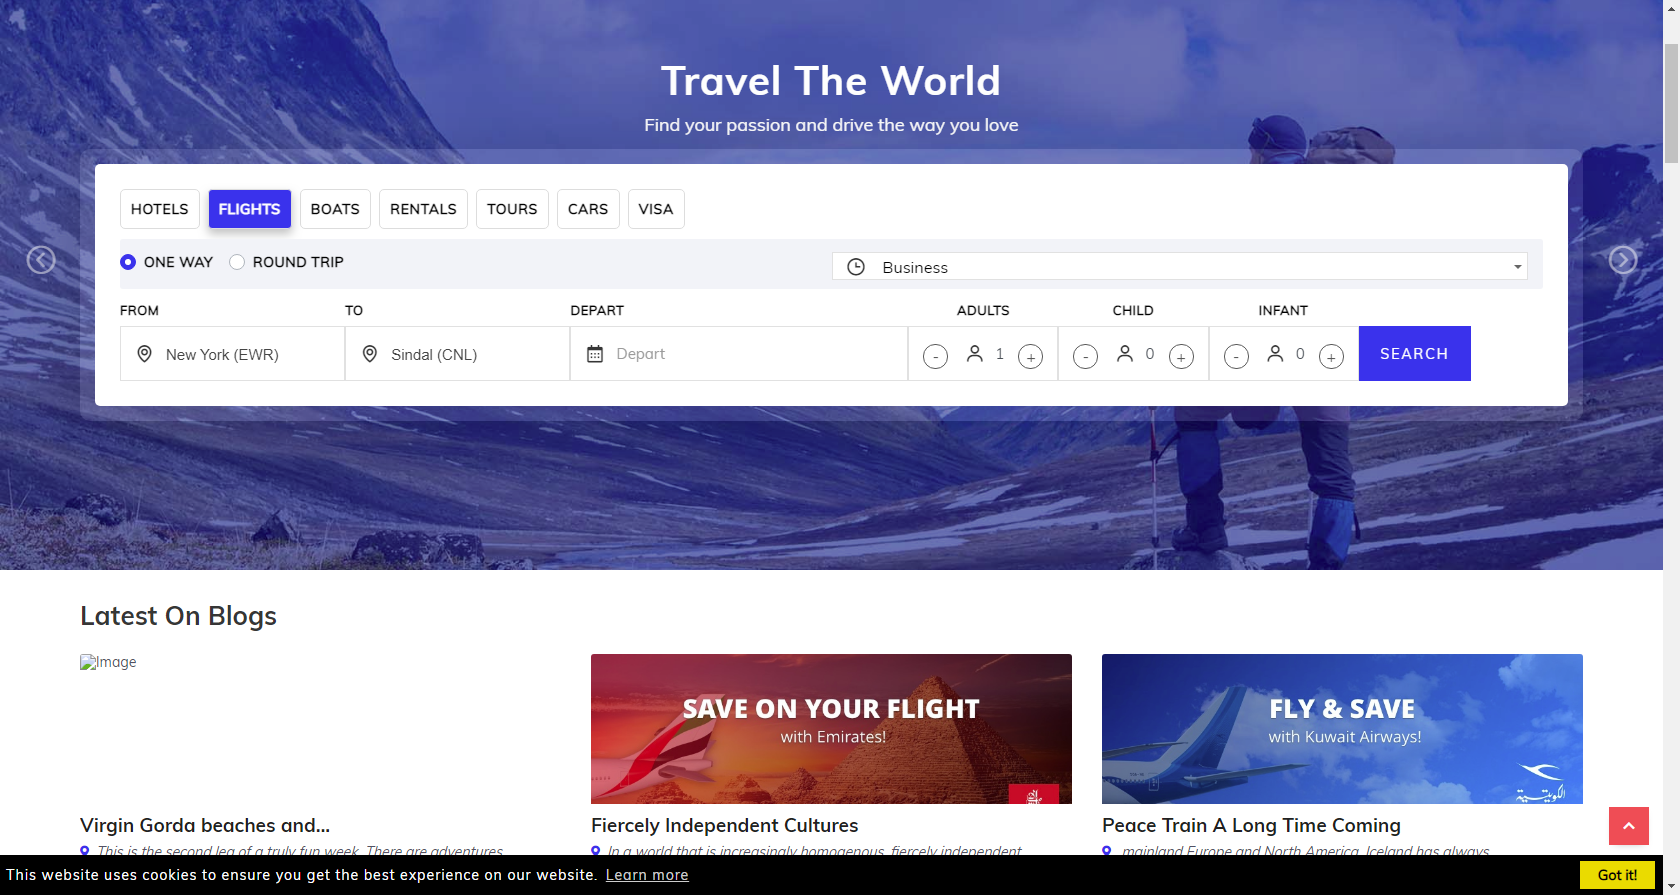 Travel The World
Find your passion and drive the way you love
HOTELS FLIGHTS BOATS RENTALS TOURS CARS VISA
ONE WAY ROUND TRIP Business
FROM TO DEPART ADULTS CHILD INFANT
New York (EWR) Sindal (CNL) Depart - 1 + - 0 + - 0 + SEARCH
Latest On Blogs
Image
SAVE ON YOUR FLIGHT
with Emirates!
FLY & SAVE
with Kuwait Airways!
الكويتية
Virgin Gorda beaches and...
Fiercely Independent Cultures
Peace Train A Long Time Coming
This is the second leg of a truly fun week. There are adventures
In a world that is increasingly homogenous, fiercely independent
mainland Europe and North America, Iceland has always
This website uses cookies to ensure you get the best experience on our website. Learn more
Got it!